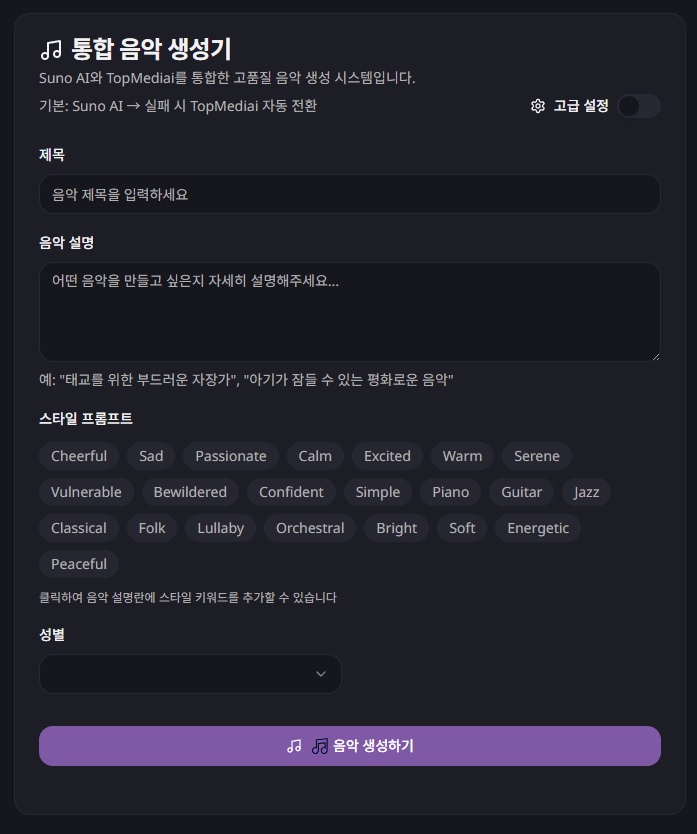 통합 음악 생성기
Suno AI와 TopMediai를 통합한 고품질 음악 생성 시스템입니다.
기본: Suno AI → 실패 시 TopMediai 자동 전환
고급 설정
제목
음악 제목을 입력하세요
음악 설명
어떤 음악을 만들고 싶은지 자세히 설명해주세요...
예: "태교를 위한 부드러운 자장가", "아기가 잠들 수 있는 평화로운 음악"
스타일 프롬프트
Cheerful Sad Passionate Calm Excited Warm Serene
Vulnerable Bewildered Confident Simple Piano Guitar Jazz
Classical Folk Lullaby Orchestral Bright Soft Energetic
Peaceful
클릭하여 음악 설명란에 스타일 키워드를 추가할 수 있습니다
성별
🎵 음악 생성하기